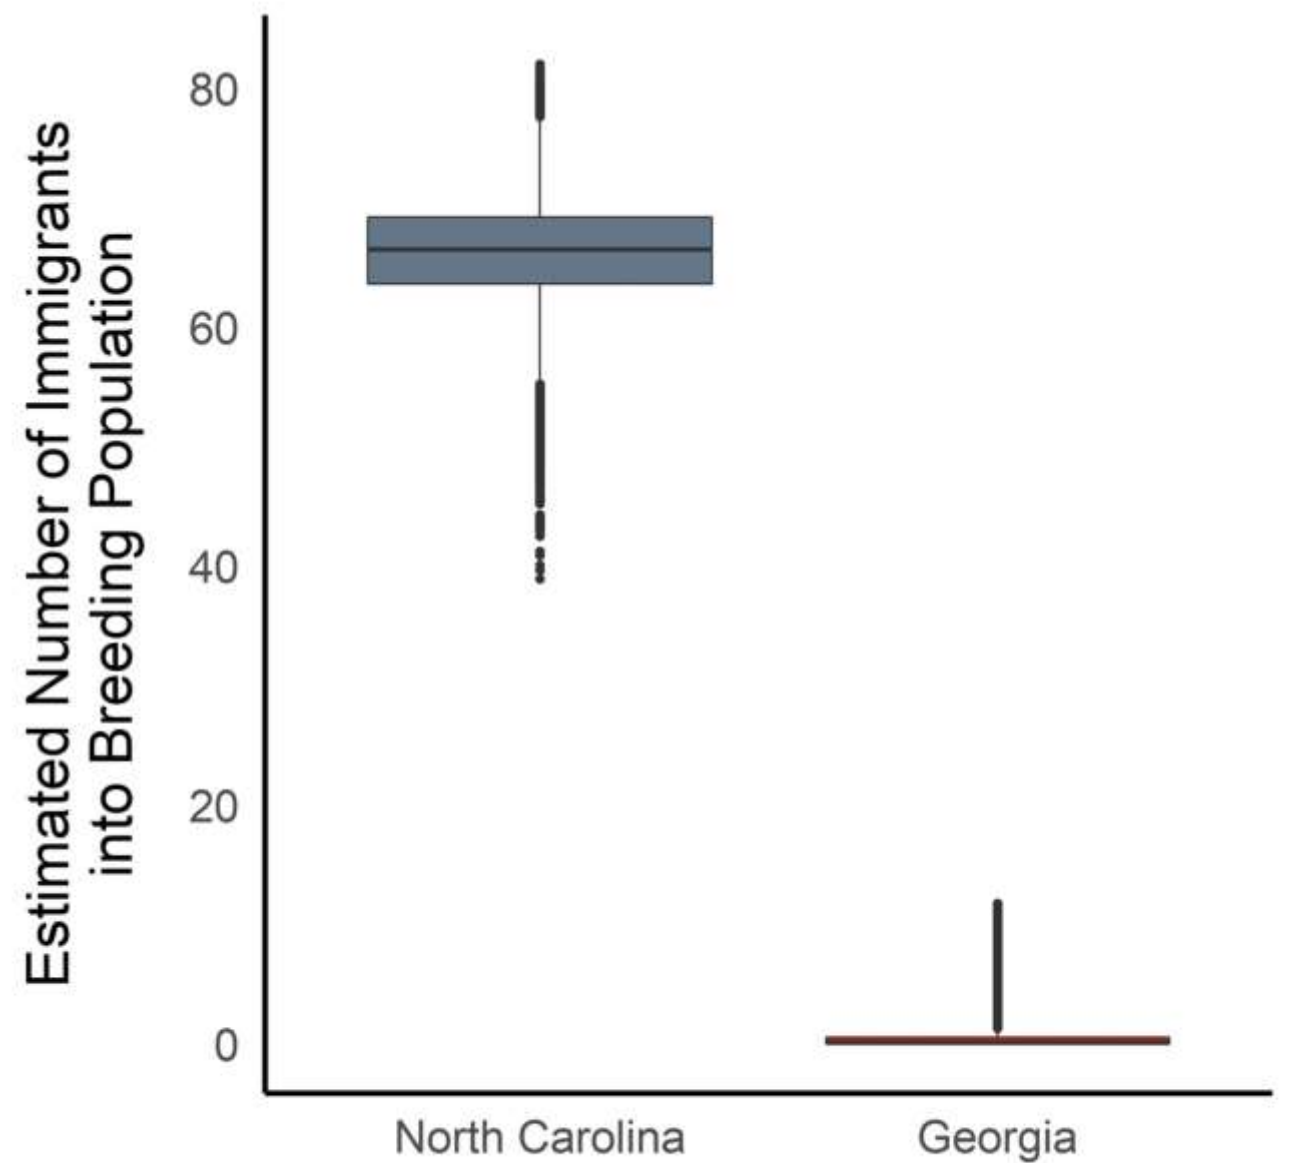 Estimated Number of Immigrants
into Breeding Population
80
60
40
20
0
North Carolina
Georgia